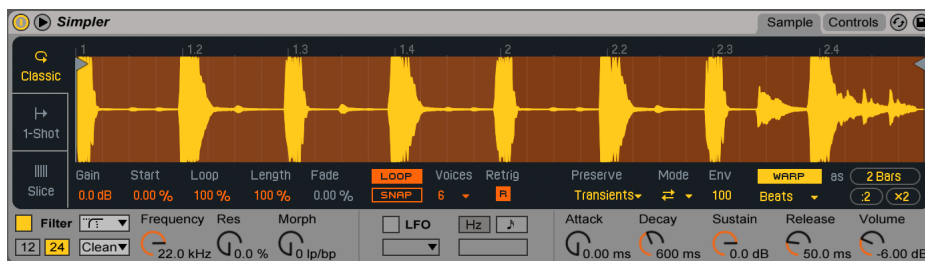 Simpler Sample Controls
1 1.2 1.3 1.4 2 2.2 2.3 2.4
Classic
1-Shot
Slice
Gain Start Loop Length Fade LOOP Voices Retrig Preserve Mode Env WARP as 2 Bars
0.0 dB 0.00 % 100 % 100 % 0.00 % SNAP 6 R Transients 100 Beats :2 ×2
Filter Frequency Res Morph LFO Hz Attack Decay Sustain Release Volume
12 24 Clean 22.0 kHz 0.0 % 0 lp/bp 0.00 ms 600 ms 0.0 dB 50.0 ms -6.00 dB